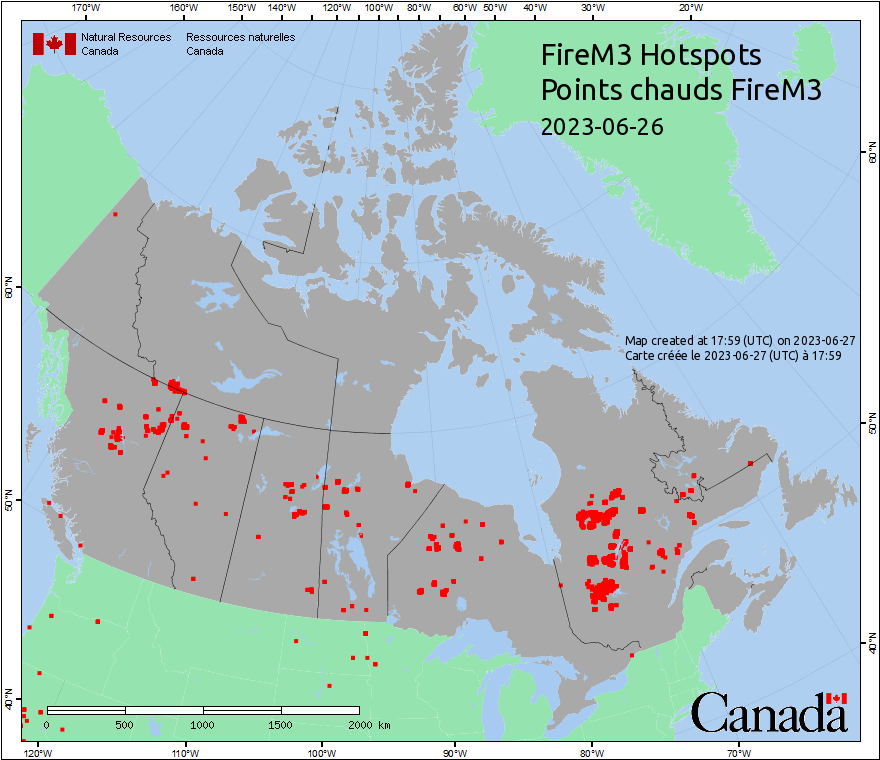 170°W 160°W 150°W 140°W 120°W 100°W 80°W 60°W 50°W 40°W 30°W 20°W
Natural Resources Canada
Ressources naturelles Canada
FireM3 Hotspots
Points chauds FireM3
2023-06-26
60°N
60°N
Map created at 17:59 (UTC) on 2023-06-27
Carte créée le 2023-06-27 (UTC) à 17:59
50°N
50°N
40°N
40°N
0 500 1000 1500 2000 km
Canada
120°W 110°W 100°W 90°W 80°W 70°W